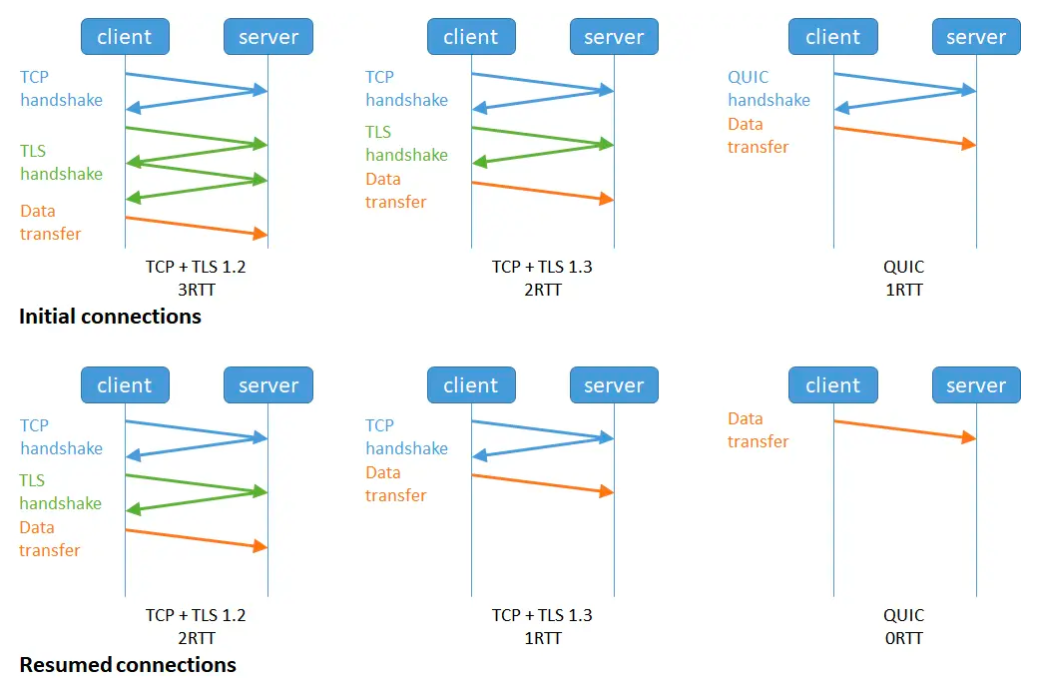 client
server
TCP
handshake
TLS
handshake
Data
transfer
TCP + TLS 1.2
3RTT
client
server
TCP
handshake
TLS
handshake
Data
transfer
TCP + TLS 1.3
2RTT
client
server
QUIC
handshake
Data
transfer
QUIC
1RTT
Initial connections
client
server
TCP
handshake
TLS
handshake
Data
transfer
TCP + TLS 1.2
2RTT
client
server
TCP
handshake
Data
transfer
TCP + TLS 1.3
1RTT
client
server
Data
transfer
QUIC
0RTT
Resumed connections